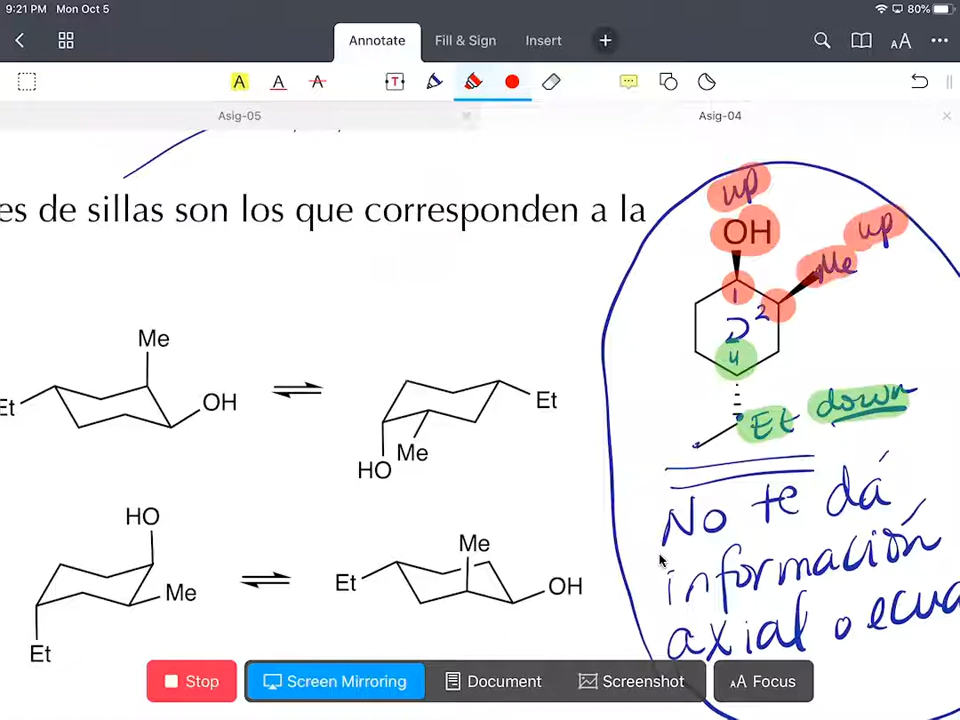 9:21 PM Mon Oct 5
80%
Annotate
Fill & Sign
Insert
AA
A A A T
Asig-05
Asig-04
es de sillas son los que corresponden a la
up
OH
up
Me
1
2
4
Et down
No te dá
información
axial o ecua
Me
Et
OH
Et
Me
HO
HO
Me
Et
Me
Et
OH
Stop
Screen Mirroring
Document
Screenshot
AA Focus